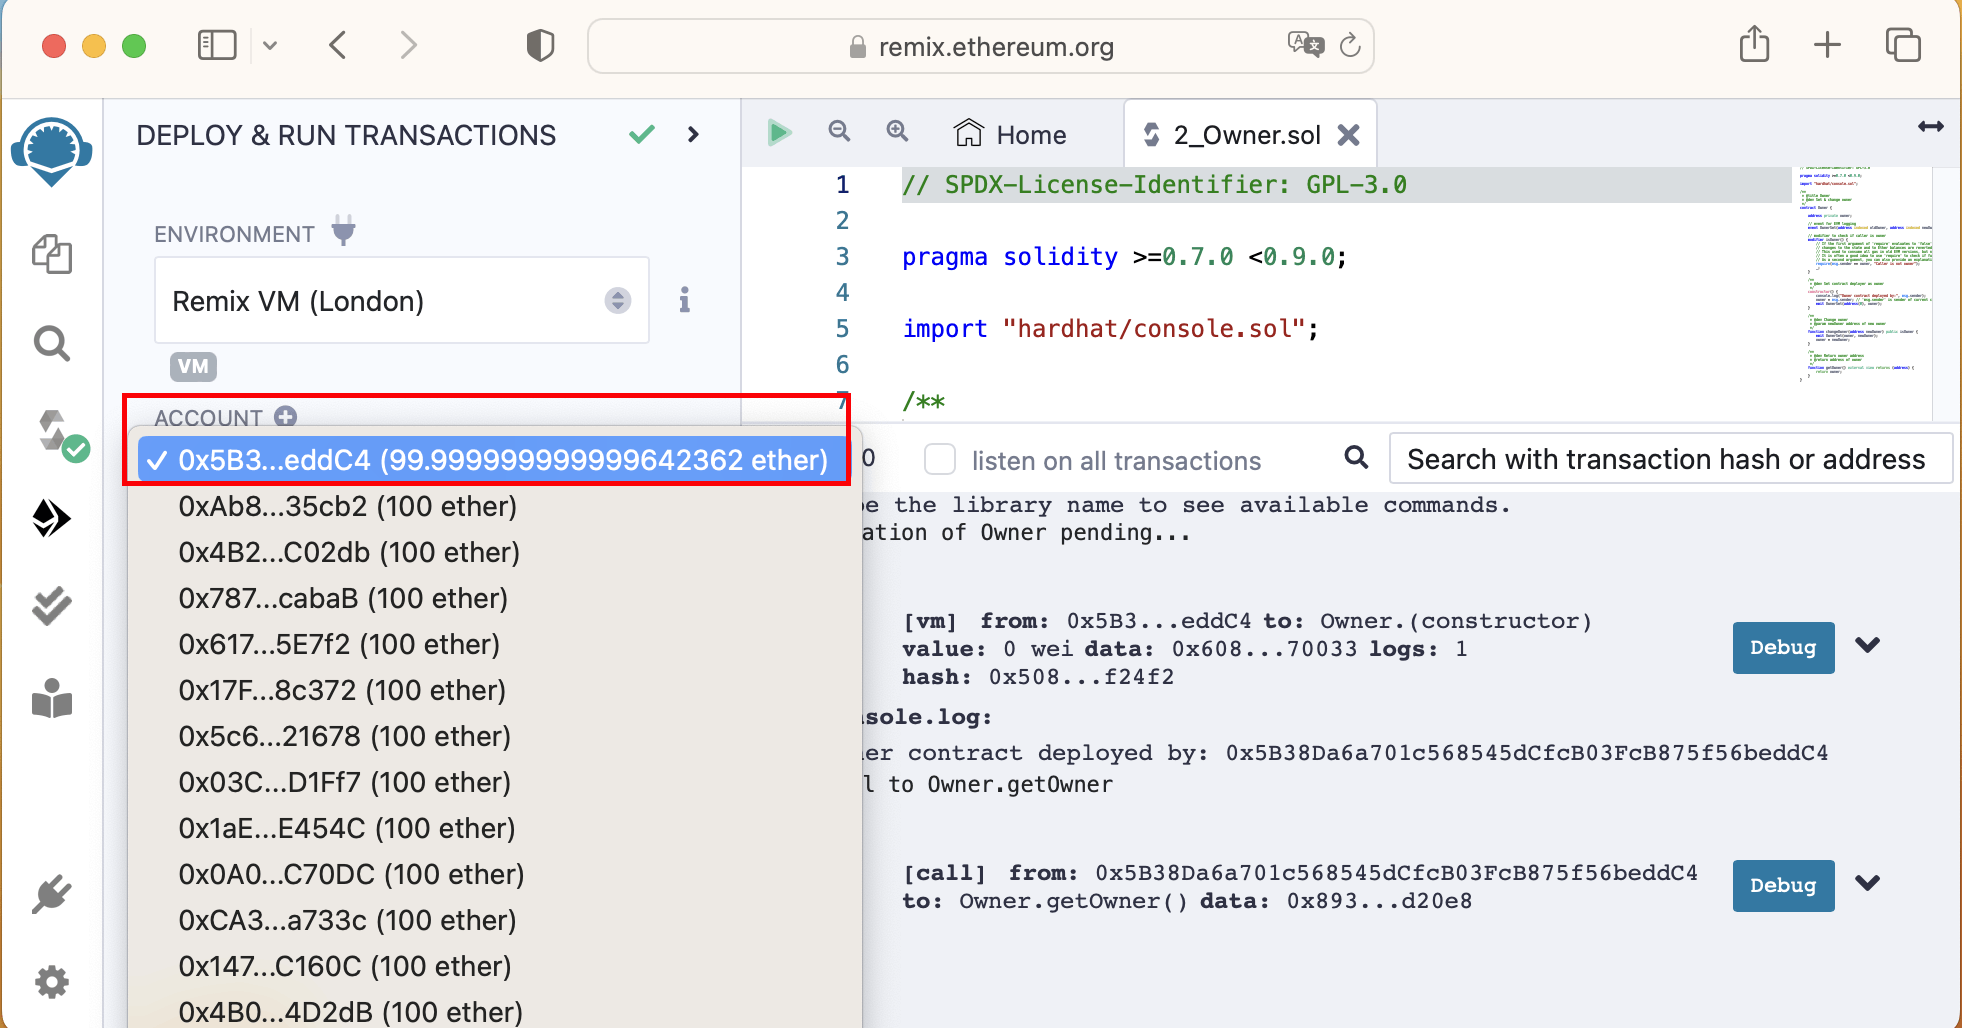 remix.ethereum.org
DEPLOY & RUN TRANSACTIONS
ENVIRONMENT
Remix VM (London)
VM
ACCOUNT
0x5B3...eddC4 (99.999999999999642362 ether)
0xAb8...35cb2 (100 ether)
0x4B2...C02db (100 ether)
0x787...cabaB (100 ether)
0x617...5E7f2 (100 ether)
0x17F...8c372 (100 ether)
0x5c6...21678 (100 ether)
0x03C...D1Ff7 (100 ether)
0x1aE...E454C (100 ether)
0x0A0...C70DC (100 ether)
0xCA3...a733c (100 ether)
0x147...C160C (100 ether)
0x4B0...4D2dB (100 ether)
Home
2_Owner.sol
1 // SPDX-License-Identifier: GPL-3.0
2
3 pragma solidity >=0.7.0 <0.9.0;
4
5 import "hardhat/console.sol";
6
7 /**
0
listen on all transactions
Search with transaction hash or address
e the library name to see available commands.
ation of Owner pending...
[vm] from: 0x5B3...eddC4 to: Owner.(constructor)
value: 0 wei data: 0x608...70033 logs: 1
hash: 0x508...f24f2
Debug
sole.log:
er contract deployed by: 0x5B38Da6a701c568545dCfcB03FcB875f56beddC4
l to Owner.getOwner
[call] from: 0x5B38Da6a701c568545dCfcB03FcB875f56beddC4
to: Owner.getOwner() data: 0x893...d20e8
Debug